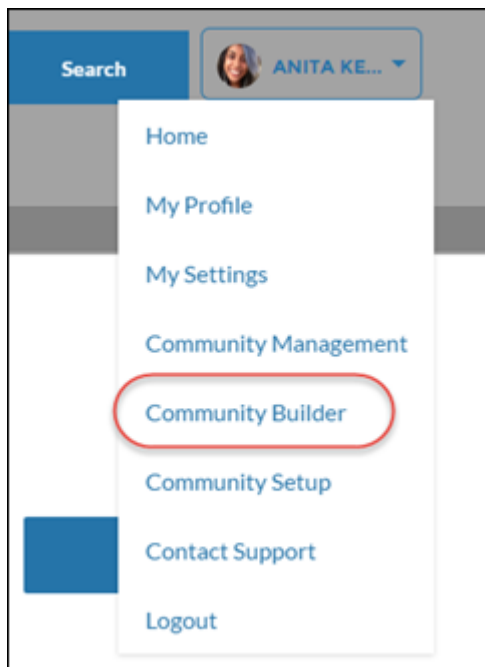 Search
ANITA KE...
Home
My Profile
My Settings
Community Management
Community Builder
Community Setup
Contact Support
Logout